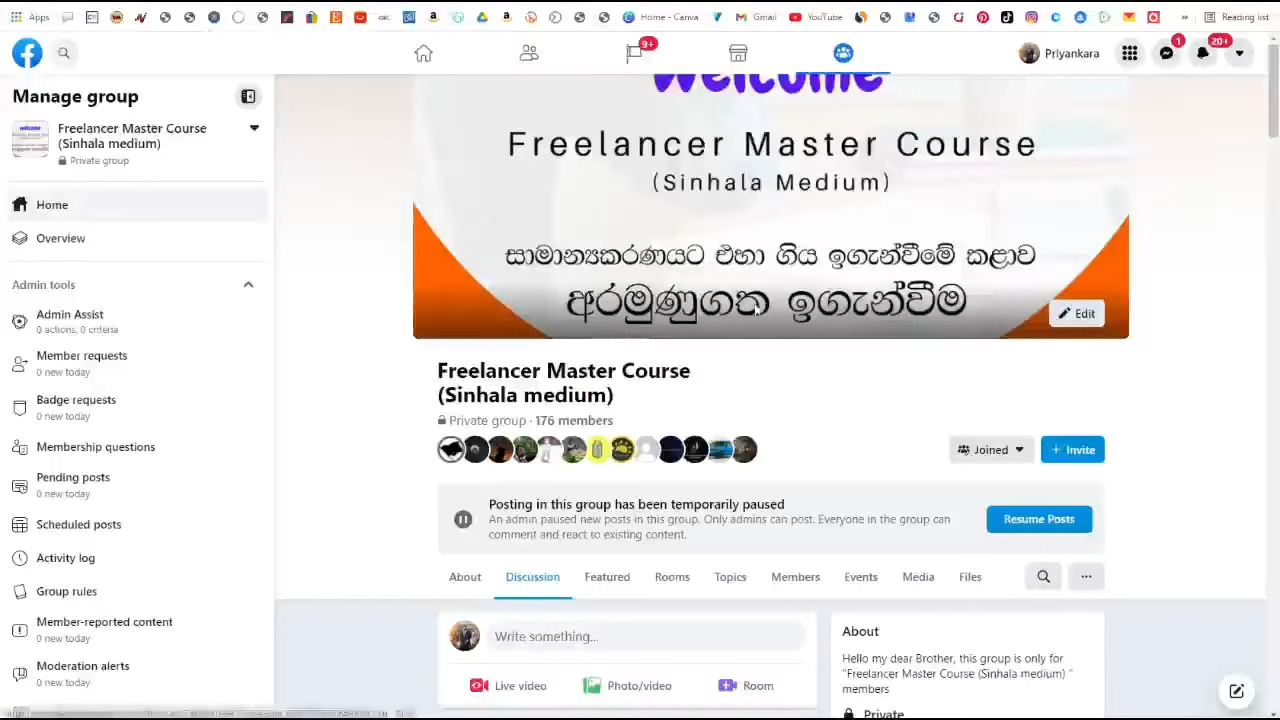 Apps
Home - Canva
Gmail
YouTube
Reading list
9+
Priyankara
1
20+
Manage group
Freelancer Master Course
(Sinhala medium)
Private group
Home
Overview
Admin tools
Admin Assist
0 actions, 0 criteria
Member requests
0 new today
Badge requests
0 new today
Membership questions
Pending posts
0 new today
Scheduled posts
Activity log
Group rules
Member-reported content
0 new today
Moderation alerts
0 new today
Welcome
Freelancer Master Course
(Sinhala Medium)
සාමාන්‍යකරණයට එහා ගිය ඉගැන්වීමේ කළාව
අරමුණුගත ඉගැන්වීම
Edit
Freelancer Master Course
(Sinhala medium)
Private group · 176 members
Joined
+ Invite
Posting in this group has been temporarily paused
An admin paused new posts in this group. Only admins can post. Everyone in the group can
comment and react to existing content.
Resume Posts
About Discussion Featured Rooms Topics Members Events Media Files
Write something...
Live video
Photo/video
Room
About
Hello my dear Brother, this group is only for
"Freelancer Master Course (Sinhala medium) "
members
Private